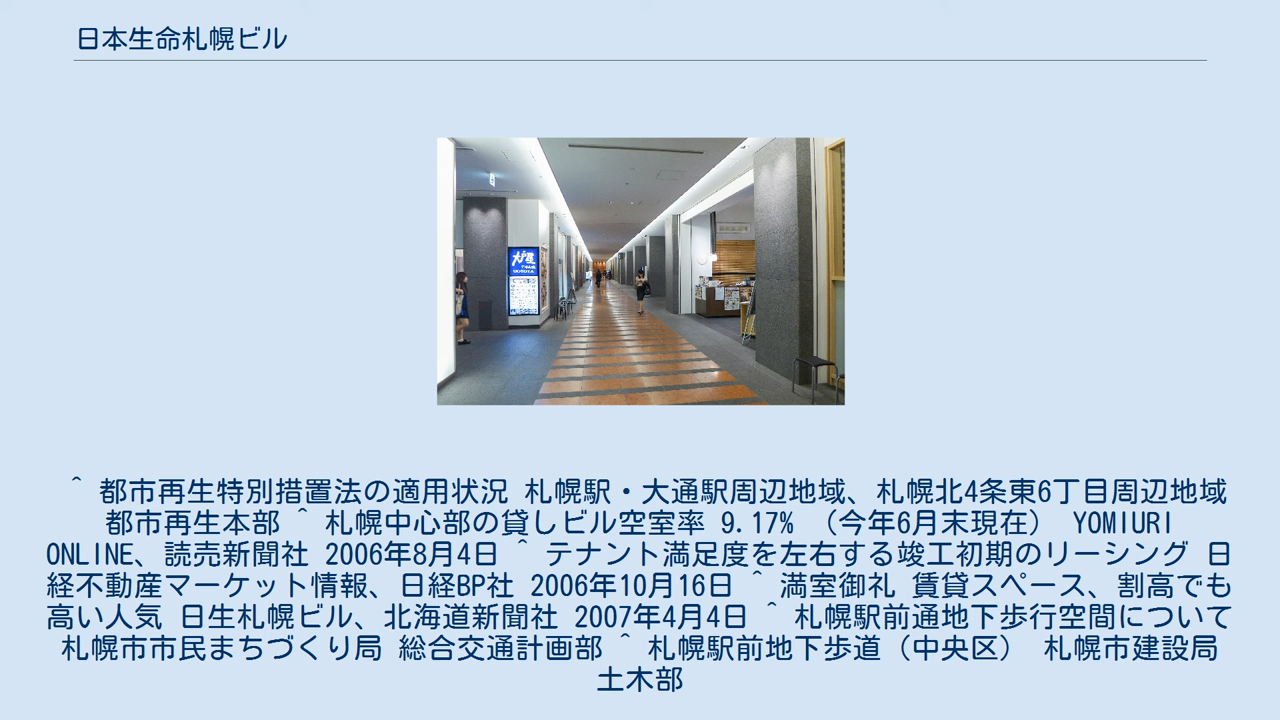 日本生命札幌ビル
大戸屋
OOTOYA
^ 都市再生特別措置法の適用状況 札幌駅・大通駅周辺地域、札幌北4条東6丁目周辺地域
都市再生本部 ^ 札幌中心部の貸しビル空室率 9.17% （今年6月末現在） YOMIURI
ONLINE、読売新聞社 2006年8月4日 ^ テナント満足度を左右する竣工初期のリーシング 日
経不動産マーケット情報、日経BP社 2006年10月16日 ^ 満室御礼 賃貸スペース、割高でも
高い人気 日生札幌ビル、北海道新聞社 2007年4月4日 ^ 札幌駅前通地下歩行空間について
札幌市市民まちづくり局 総合交通計画部 ^ 札幌駅前地下歩道（中央区） 札幌市建設局
土木部